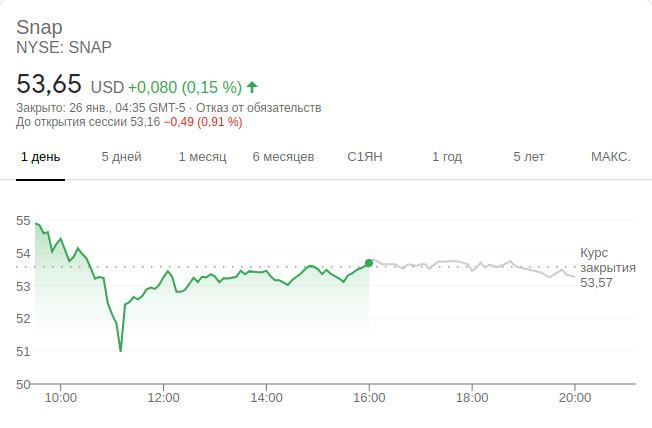 Snap
NYSE: SNAP
53,65 USD +0,080 (0,15 %)
Закрыто: 26 янв., 04:35 GMT-5 · Отказ от обязательств
До открытия сессии 53,16 −0,49 (0,91 %)
1 день 5 дней 1 месяц 6 месяцев С1ЯН 1 год 5 лет МАКС.
55
54
53
52
51
50
Курс
закрытия
53,57
10:00 12:00 14:00 16:00 18:00 20:00